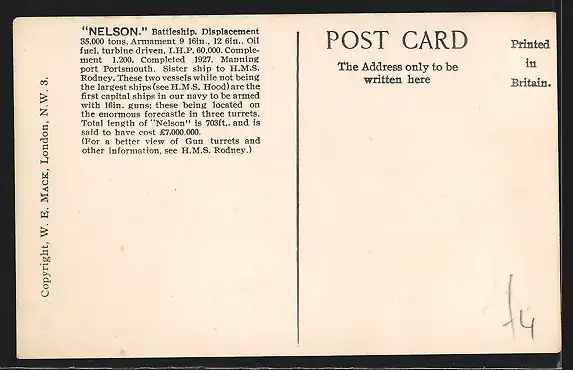 "NELSON." Battleship. Displacement
35,000 tons, Armament 9 16in., 12 6in.. Oil
fuel, turbine driven, I.H.P, 60,000. Comple-
ment 1,200. Completed 1927. Manning
port Portsmouth. Sister ship to H.M.S.
Rodney. These two vessels while not being
the largest ships (see H.M.S. Hood) are the
first capital ships in our navy to be armed
with 16in. guns; these being located on
the enormous forecastle in three turrets.
Total length of "Nelson" is 703ft., and is
said to have cost £7,000,000.
(For a better view of Gun turrets and
other information, see H.M.S. Rodney.)
Copyright, W. E. MACK, London, N.W. 3.
POST CARD
The Address only to be
written here
Printed
in
Britain.
£4